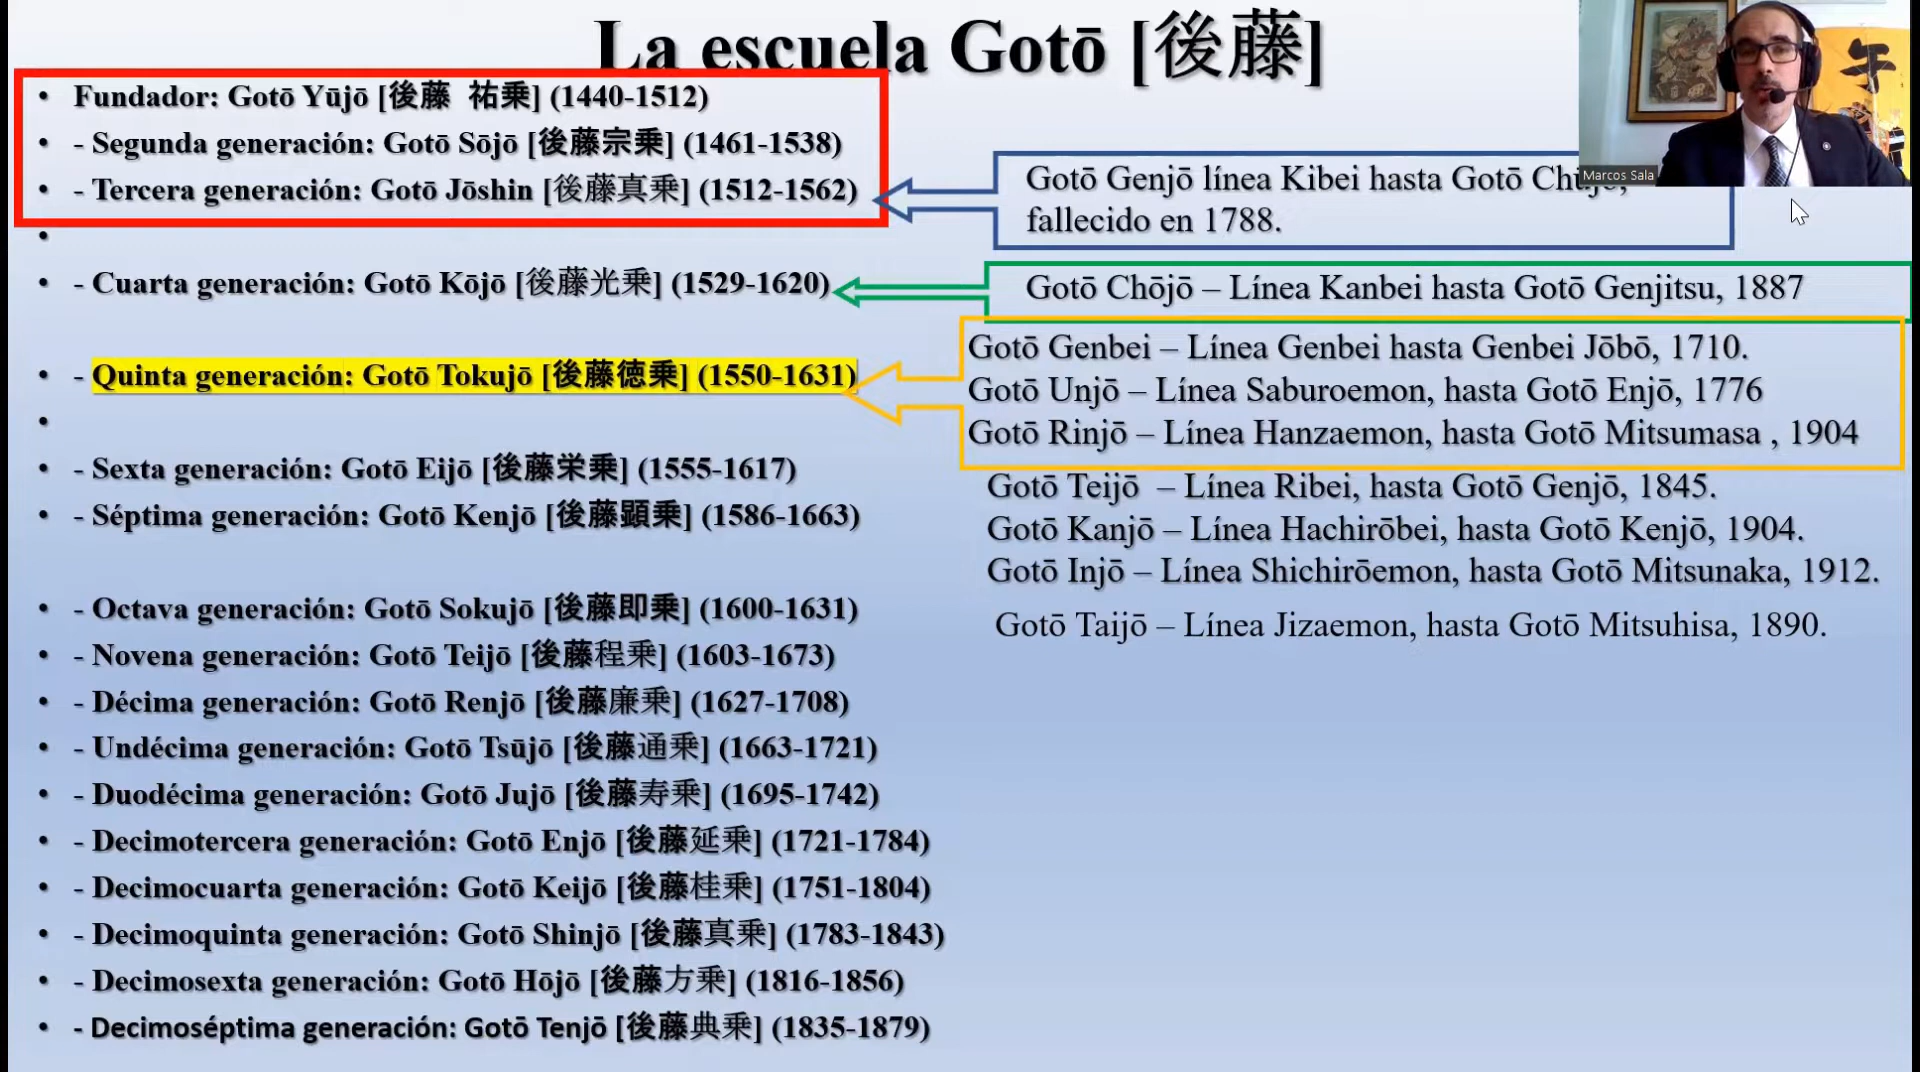 La escuela Gotō [後藤]
• Fundador: Gotō Yūjō [後藤 祐乗] (1440-1512)
• - Segunda generación: Gotō Sōjō [後藤宗乗] (1461-1538)
• - Tercera generación: Gotō Jōshin [後藤真乗] (1512-1562)
•
• - Cuarta generación: Gotō Kōjō [後藤光乗] (1529-1620)
• - Quinta generación: Gotō Tokujō [後藤徳乗] (1550-1631)
•
• - Sexta generación: Gotō Eijō [後藤栄乗] (1555-1617)
• - Séptima generación: Gotō Kenjō [後藤顕乗] (1586-1663)
• - Octava generación: Gotō Sokujō [後藤即乗] (1600-1631)
• - Novena generación: Gotō Teijō [後藤程乗] (1603-1673)
• - Décima generación: Gotō Renjō [後藤廉乗] (1627-1708)
• - Undécima generación: Gotō Tsūjō [後藤通乗] (1663-1721)
• - Duodécima generación: Gotō Jujō [後藤寿乗] (1695-1742)
• - Decimotercera generación: Gotō Enjō [後藤延乗] (1721-1784)
• - Decimocuarta generación: Gotō Keijō [後藤桂乗] (1751-1804)
• - Decimoquinta generación: Gotō Shinjō [後藤真乗] (1783-1843)
• - Decimosexta generación: Gotō Hōjō [後藤方乗] (1816-1856)
• - Decimoséptima generación: Gotō Tenjō [後藤典乗] (1835-1879)
Gotō Genjō línea Kibei hasta Gotō
fallecido en 1788.
Gotō Chōjō – Línea Kanbei hasta Gotō Genjitsu, 1887
Gotō Genbei – Línea Genbei hasta Genbei Jōbō, 1710.
Gotō Unjō – Línea Saburoemon, hasta Gotō Enjō, 1776
Gotō Rinjō – Línea Hanzaemon, hasta Gotō Mitsumasa , 1904
Gotō Teijō – Línea Ribei, hasta Gotō Genjō, 1845.
Gotō Kanjō – Línea Hachirōbei, hasta Gotō Kenjō, 1904.
Gotō Injō – Línea Shichirōemon, hasta Gotō Mitsunaka, 1912.
Gotō Taijō – Línea Jizaemon, hasta Gotō Mitsuhisa, 1890.
Marcos Sala
午